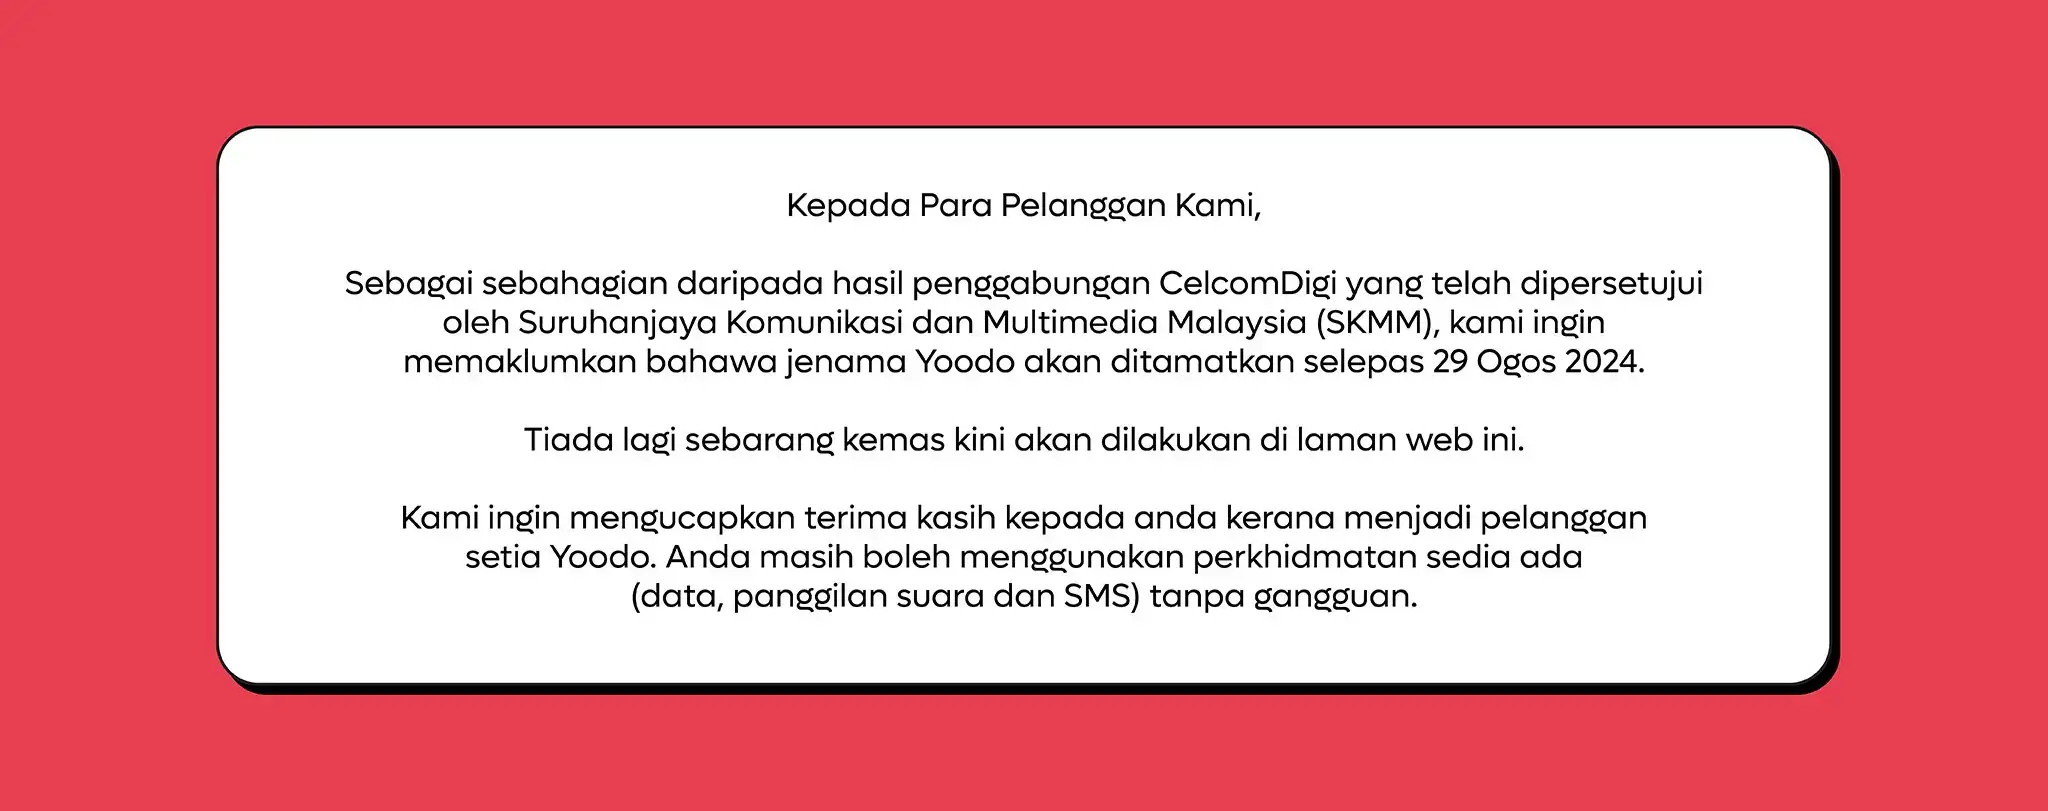 Kepada Para Pelanggan Kami,
Sebagai sebahagian daripada hasil penggabungan CelcomDigi yang telah dipersetujui
oleh Suruhanjaya Komunikasi dan Multimedia Malaysia (SKMM), kami ingin
memaklumkan bahawa jenama Yoodo akan ditamatkan selepas 29 Ogos 2024.
Tiada lagi sebarang kemas kini akan dilakukan di laman web ini.
Kami ingin mengucapkan terima kasih kepada anda kerana menjadi pelanggan
setia Yoodo. Anda masih boleh menggunakan perkhidmatan sedia ada
(data, panggilan suara dan SMS) tanpa gangguan.